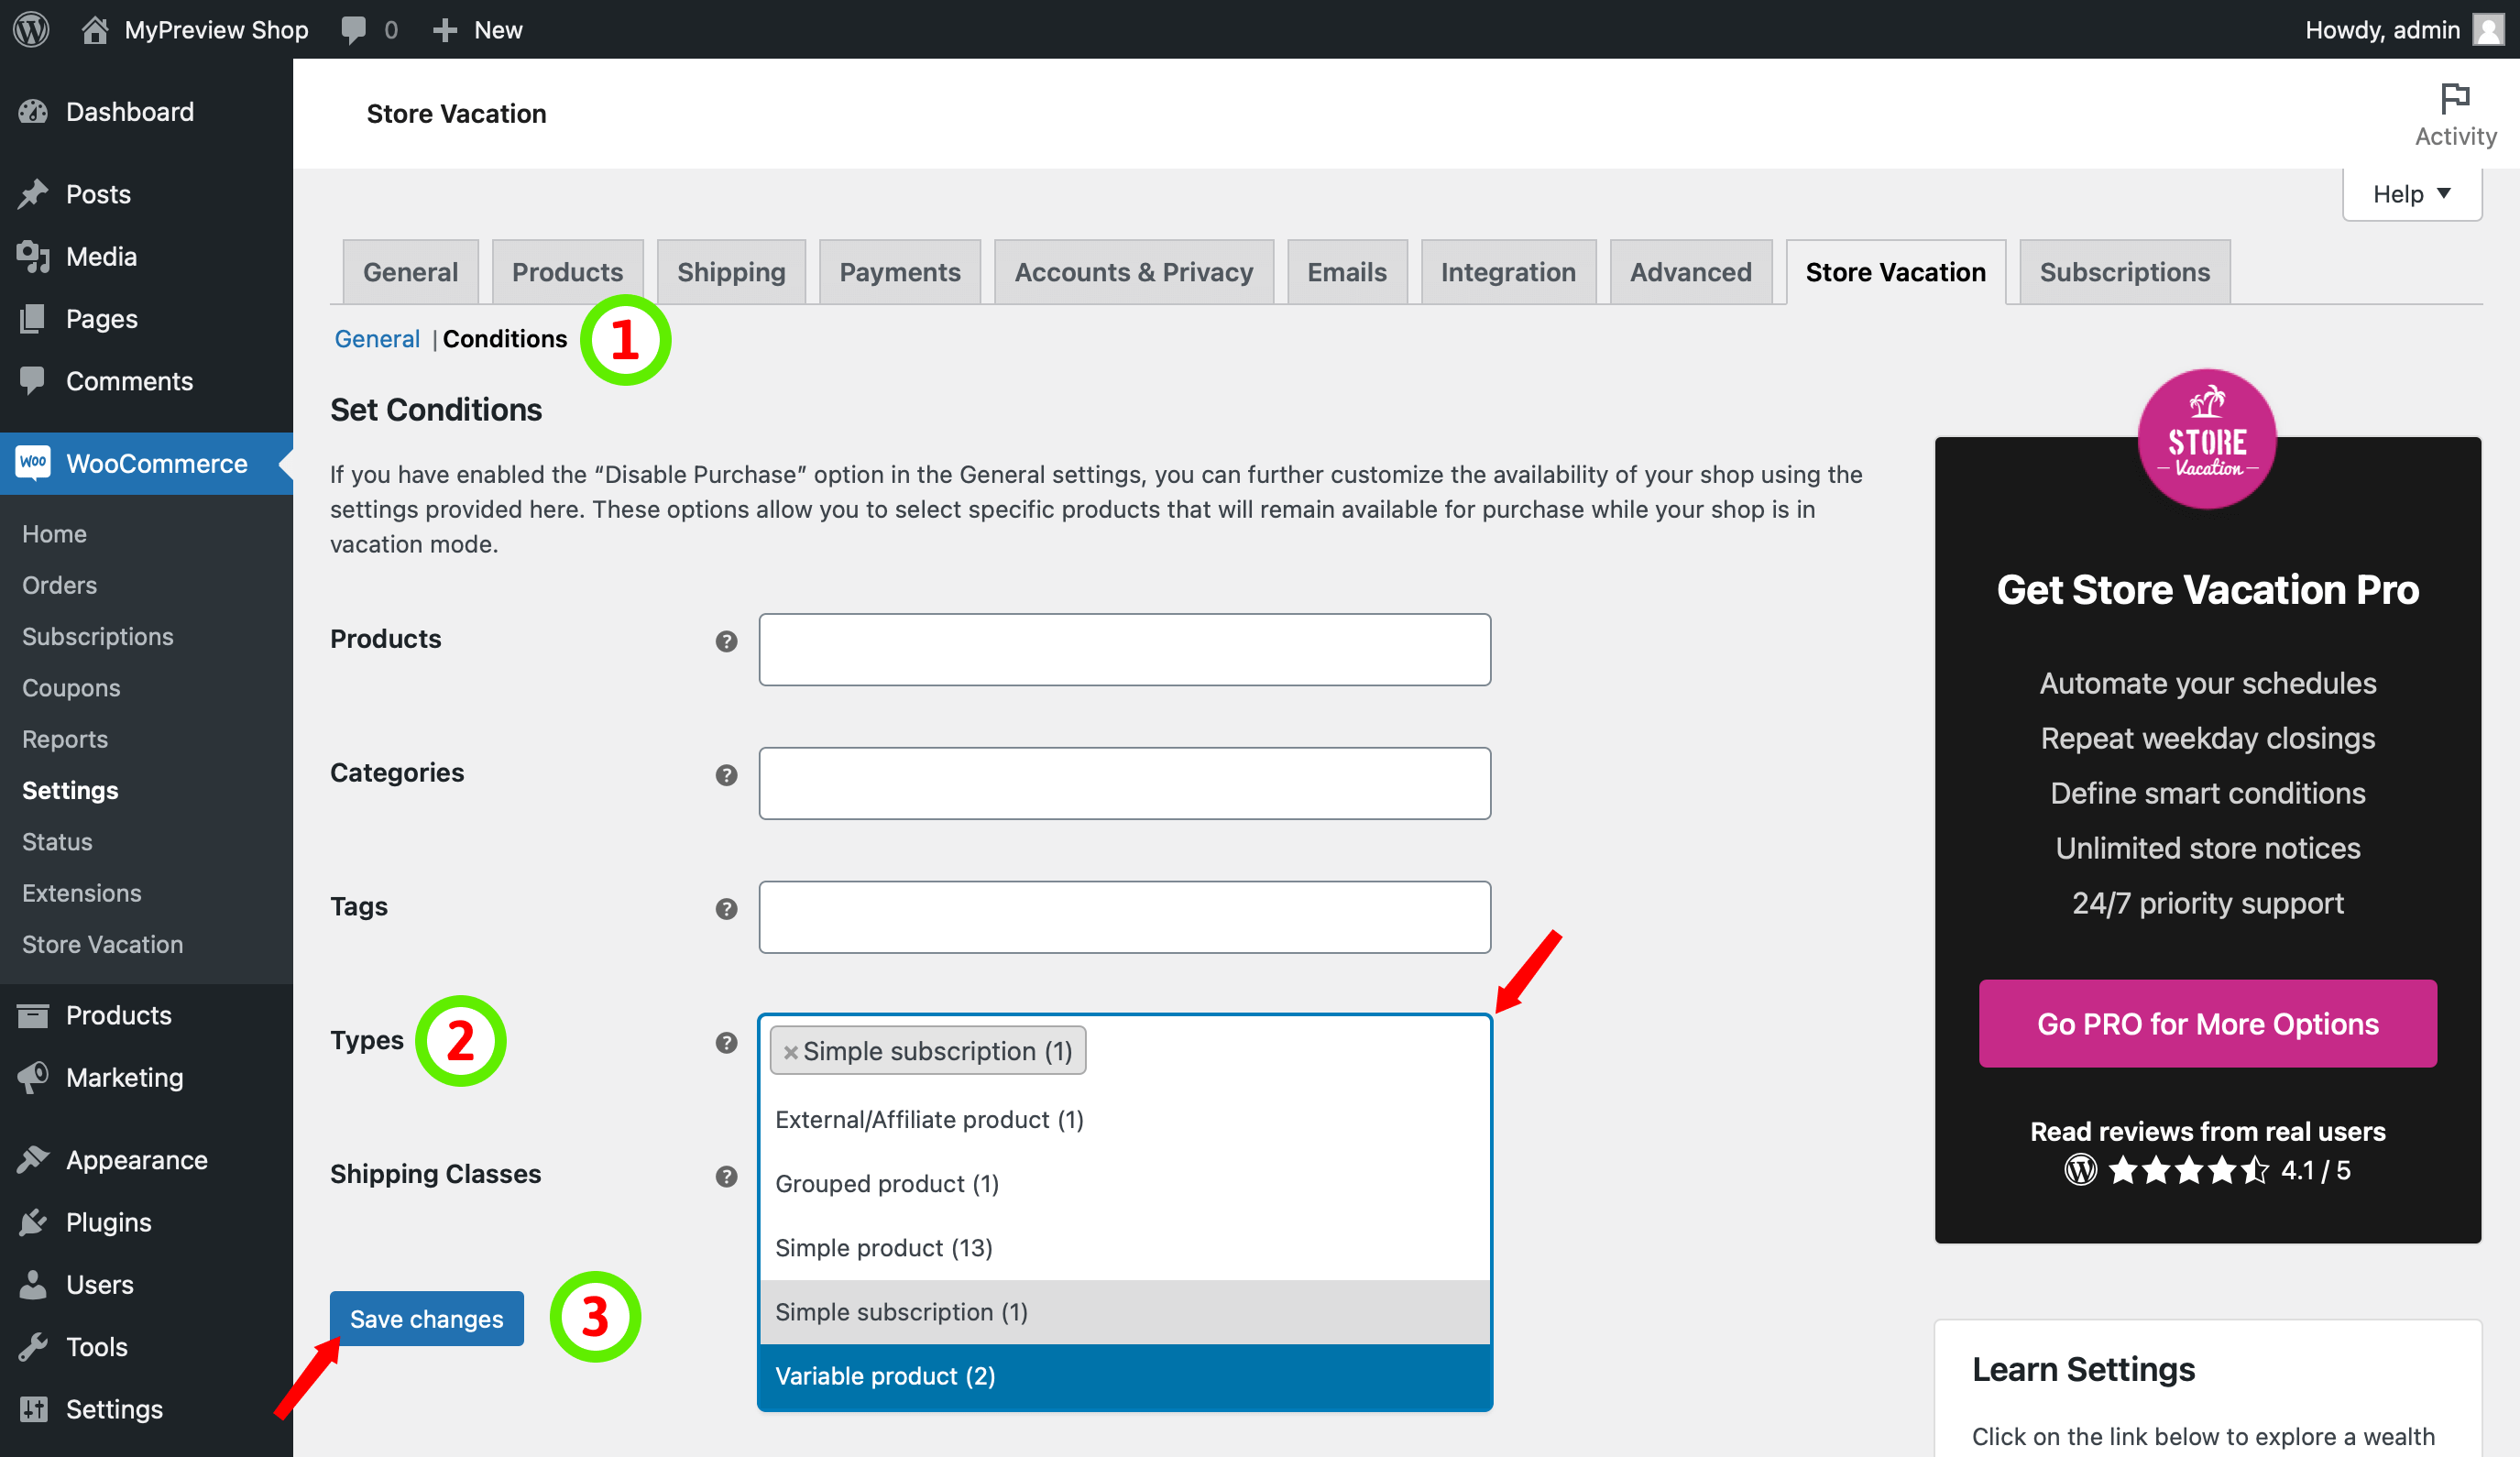 MyPreview Shop 0 New Howdy, admin
Dashboard
Posts
Media
Pages
Comments
WooCommerce
Home
Orders
Subscriptions
Coupons
Reports
Settings
Status
Extensions
Store Vacation
Products
Marketing
Appearance
Plugins
Users
Tools
Settings
Store Vacation
Activity
Help
General Products Shipping Payments Accounts & Privacy Emails Integration Advanced Store Vacation Subscriptions
General | Conditions 1
Set Conditions
If you have enabled the “Disable Purchase” option in the General settings, you can further customize the availability of your shop using the
settings provided here. These options allow you to select specific products that will remain available for purchase while your shop is in
vacation mode.
Products ?
Categories ?
Tags ?
Types 2 ?
×Simple subscription (1)
External/Affiliate product (1)
Grouped product (1)
Simple product (13)
Simple subscription (1)
Variable product (2)
Shipping Classes ?
Save changes 3
STORE
Vacation
Get Store Vacation Pro
Automate your schedules
Repeat weekday closings
Define smart conditions
Unlimited store notices
24/7 priority support
Go PRO for More Options
Read reviews from real users
4.1 / 5
Learn Settings
Click on the link below to explore a wealth